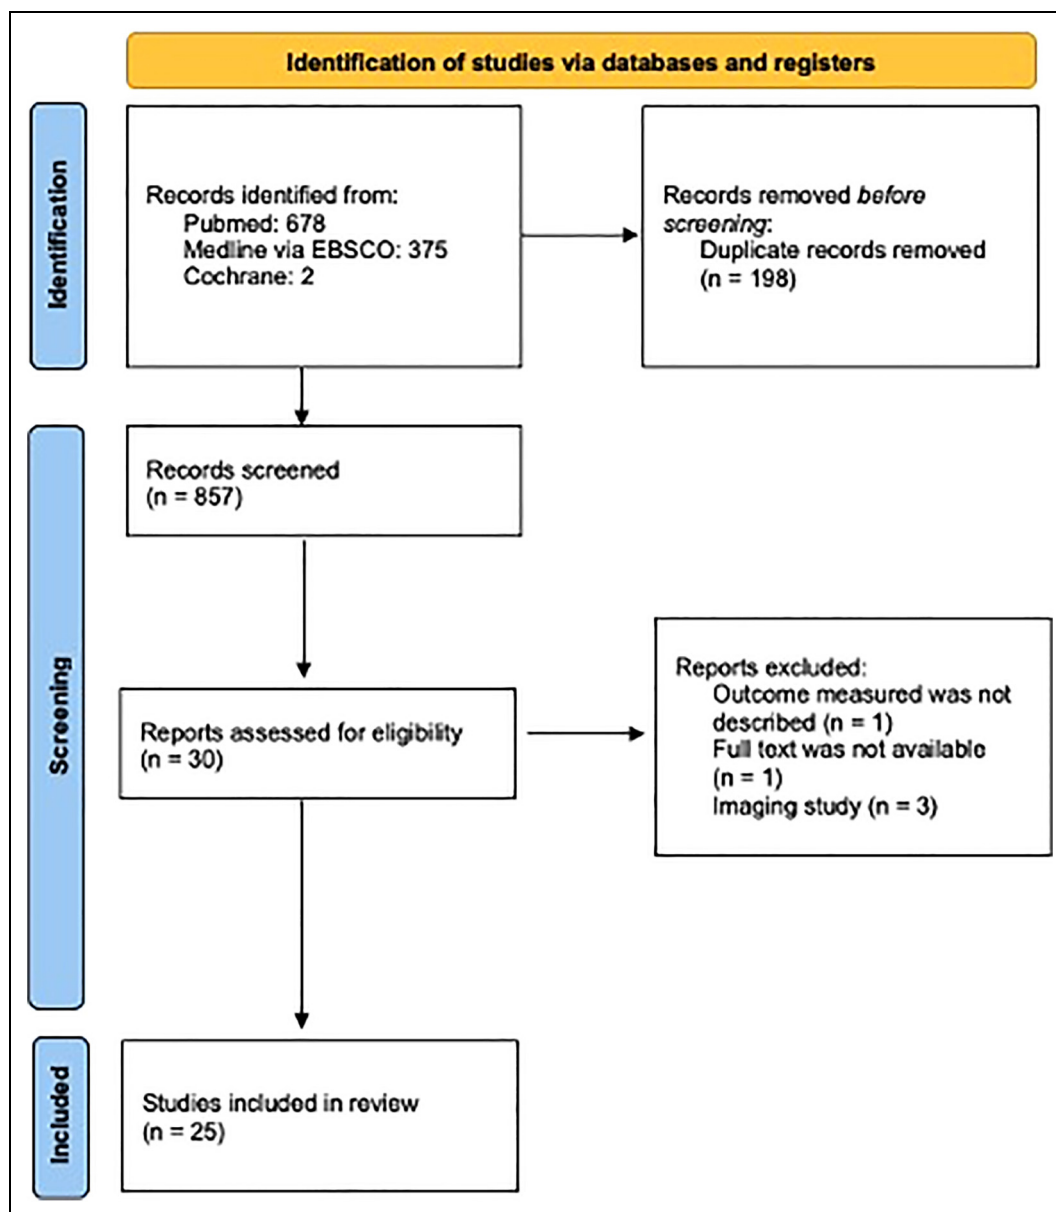 Identification of studies via databases and registers
Identification
Records identified from:
Pubmed: 678
Medline via EBSCO: 375
Cochrane: 2
Records removed before
screening:
Duplicate records removed
(n = 198)
Screening
Records screened
(n = 857)
Reports assessed for eligibility
(n = 30)
Reports excluded:
Outcome measured was not
described (n = 1)
Full text was not available
(n = 1)
Imaging study (n = 3)
Included
Studies included in review
(n = 25)